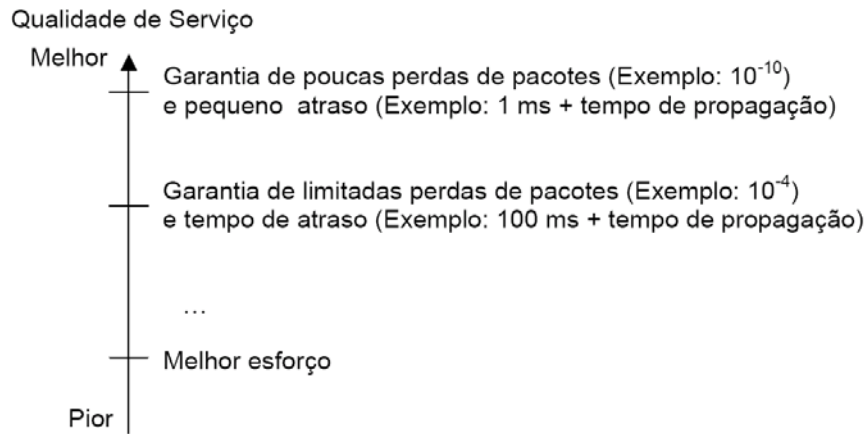 Qualidade de Serviço
Melhor
Garantia de poucas perdas de pacotes (Exemplo: 10⁻¹⁰)
e pequeno atraso (Exemplo: 1 ms + tempo de propagação)
Garantia de limitadas perdas de pacotes (Exemplo: 10⁻⁴)
e tempo de atraso (Exemplo: 100 ms + tempo de propagação)
...
Melhor esforço
Pior